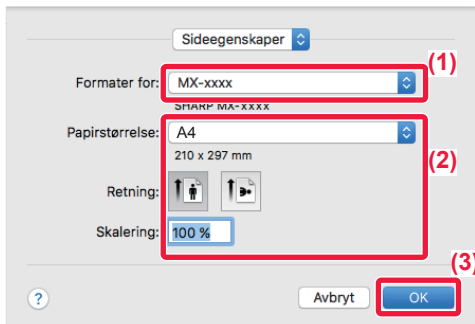 Sideegenskaper
(1)
Formater for: MX-xxxx
SHARP MX-xxxx
Papirstørrelse: A4
210 x 297 mm
(2)
Retning:
Skalering: 100 %
(3)
? Avbryt OK